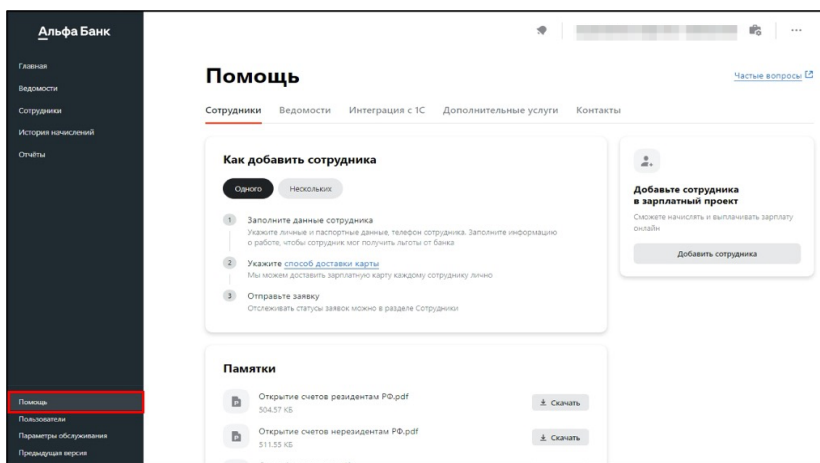 Альфа Банк
Главная
Ведомости
Сотрудники
История начислений
Отчёты
Помощь
Пользователи
Параметры обслуживания
Предыдущая версия
Помощь
Частые вопросы
Сотрудники Ведомости Интеграция с 1С Дополнительные услуги Контакты
Как добавить сотрудника
Одного Нескольких
1 Заполните данные сотрудника
Укажите личные и паспортные данные, телефон сотрудника. Заполните информацию
о работе, чтобы сотрудник мог получить льготы от банка
2 Укажите способ доставки карты
Мы можем доставить зарплатную карту каждому сотруднику лично
3 Отправьте заявку
Отслеживать статусы заявок можно в разделе Сотрудники
Добавьте сотрудника
в зарплатный проект
Сможете начислять и выплачивать зарплату
онлайн
Добавить сотрудника
Памятки
Открытие счетов резидентам РФ.pdf
504.57 КБ
Скачать
Открытие счетов нерезидентам РФ.pdf
511.55 КБ
Скачать